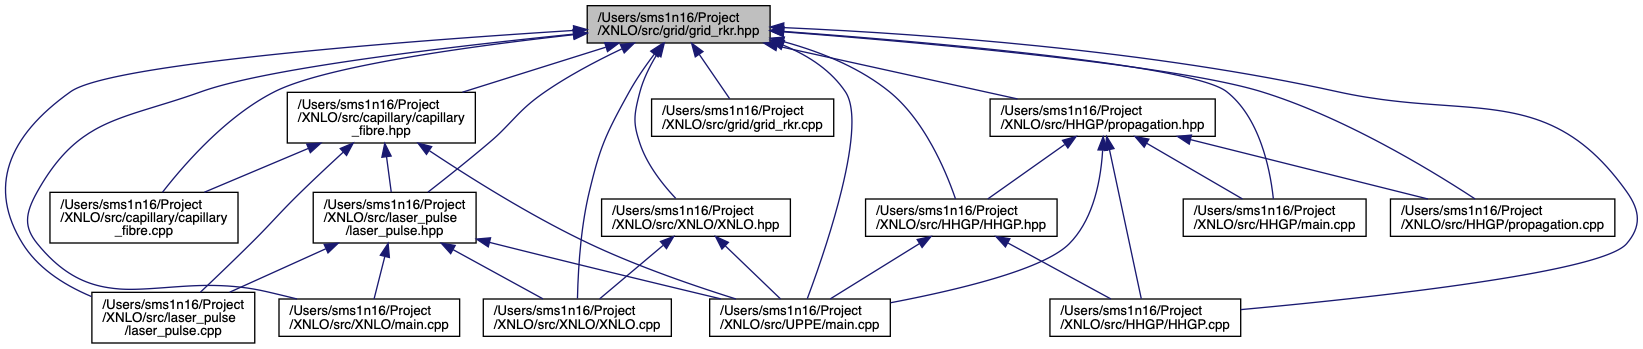 /Users/sms1n16/Project
/XNLO/src/grid/grid_rkr.hpp
/Users/sms1n16/Project
/XNLO/src/capillary/capillary
_fibre.hpp
/Users/sms1n16/Project
/XNLO/src/grid/grid_rkr.cpp
/Users/sms1n16/Project
/XNLO/src/HHGP/propagation.hpp
/Users/sms1n16/Project
/XNLO/src/capillary/capillary
_fibre.cpp
/Users/sms1n16/Project
/XNLO/src/laser_pulse
/laser_pulse.hpp
/Users/sms1n16/Project
/XNLO/src/XNLO/XNLO.hpp
/Users/sms1n16/Project
/XNLO/src/HHGP/HHGP.hpp
/Users/sms1n16/Project
/XNLO/src/HHGP/main.cpp
/Users/sms1n16/Project
/XNLO/src/HHGP/propagation.cpp
/Users/sms1n16/Project
/XNLO/src/laser_pulse
/laser_pulse.cpp
/Users/sms1n16/Project
/XNLO/src/XNLO/main.cpp
/Users/sms1n16/Project
/XNLO/src/XNLO/XNLO.cpp
/Users/sms1n16/Project
/XNLO/src/UPPE/main.cpp
/Users/sms1n16/Project
/XNLO/src/HHGP/HHGP.cpp